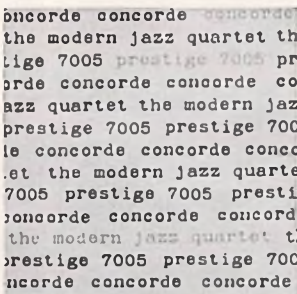 oncorde concorde concorde
the modern jazz quartet th
tige 7005 prestige 7005 pr
orde concorde concorde co
azz quartet the modern jaz
prestige 7005 prestige 700
le concorde concorde conco
et the modern jazz quarte
7005 prestige 7005 presti
concorde concorde concord
the modern jazz quartet t
prestige 7005 prestige 700
ncorde concorde concorde